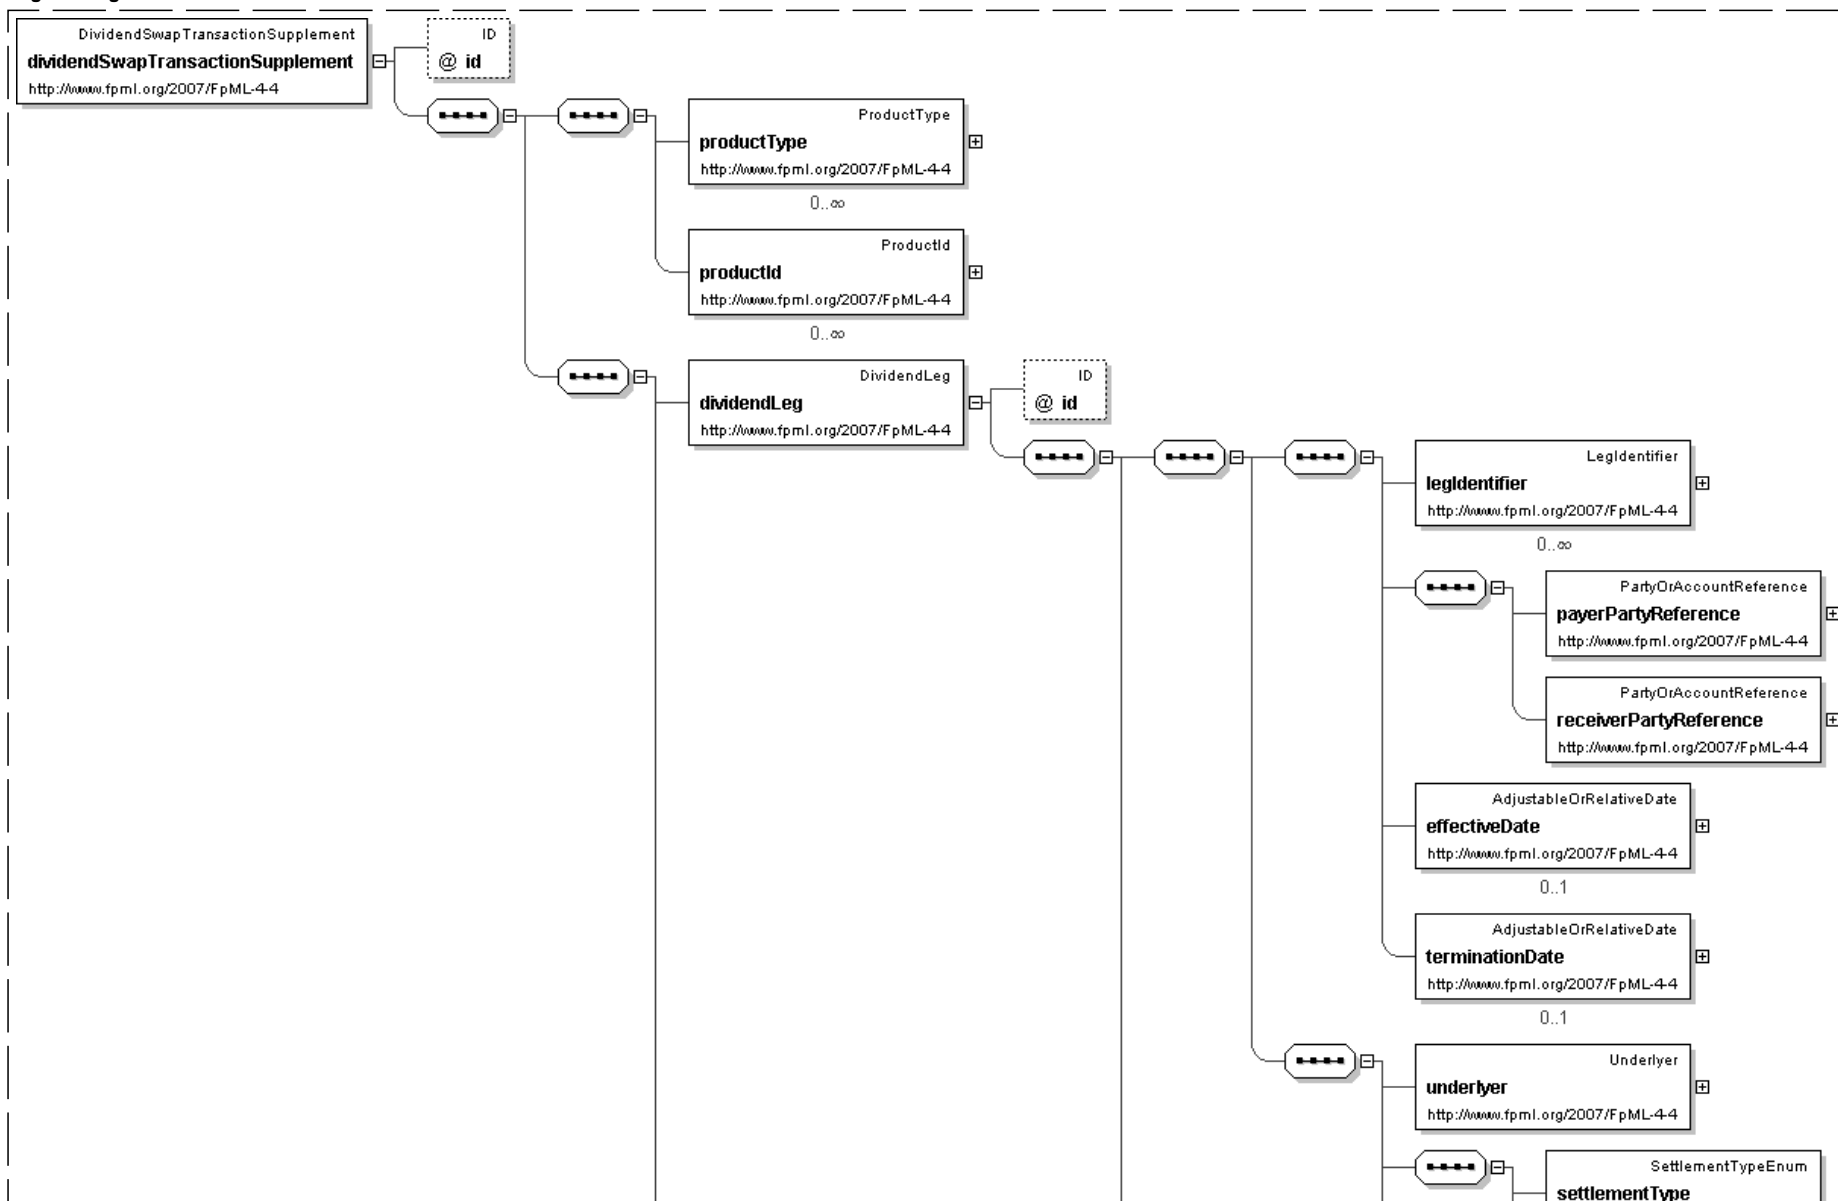 DividendSwapTransactionSupplement
dividendSwapTransactionSupplement
http://www.fpml.org/2007/FpML-4-4
ID
@ id
ProductType
productType
http://www.fpml.org/2007/FpML-4-4
0..∞
ProductId
productId
http://www.fpml.org/2007/FpML-4-4
0..∞
DividendLeg
dividendLeg
http://www.fpml.org/2007/FpML-4-4
ID
@ id
LegIdentifier
legIdentifier
http://www.fpml.org/2007/FpML-4-4
0..∞
PartyOrAccountReference
payerPartyReference
http://www.fpml.org/2007/FpML-4-4
PartyOrAccountReference
receiverPartyReference
http://www.fpml.org/2007/FpML-4-4
AdjustableOrRelativeDate
effectiveDate
http://www.fpml.org/2007/FpML-4-4
0..1
AdjustableOrRelativeDate
terminationDate
http://www.fpml.org/2007/FpML-4-4
0..1
Underlyer
underlyer
http://www.fpml.org/2007/FpML-4-4
SettlementTypeEnum
settlementType